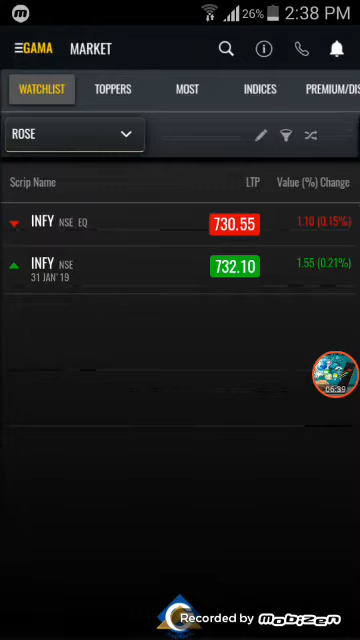 26% 2:38 PM
GAMA MARKET
WATCHLIST TOPPERS MOST INDICES PREMIUM/DIS
ROSE
Scrip Name LTP Value (%) Change
INFY NSE EQ 730.55 1.10 (0.15%)
INFY NSE 732.10 1.55 (0.21%)
31 JAN' 19
06:39
Recorded by MOBIZEN